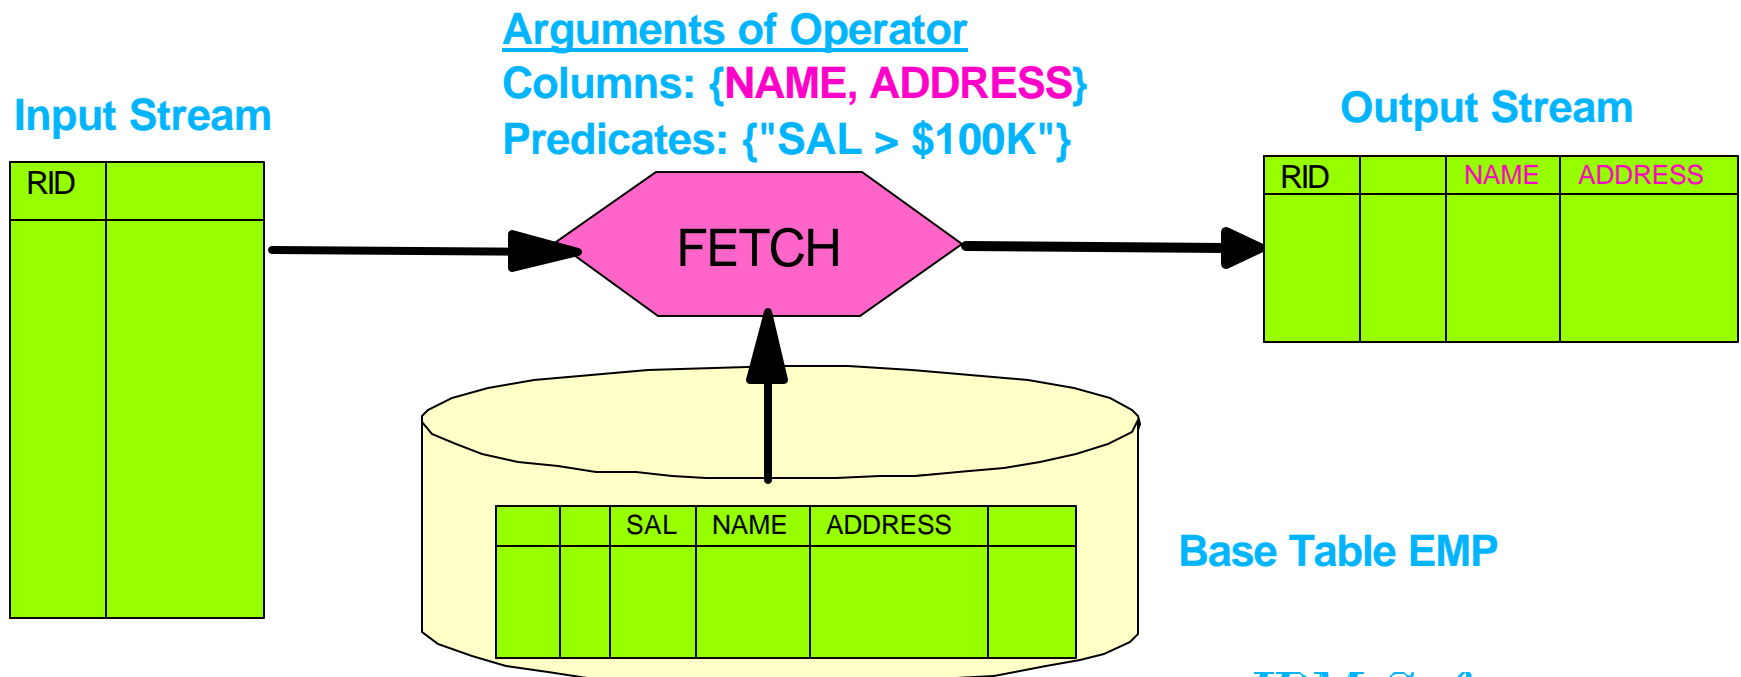 Arguments of Operator
Columns: {NAME, ADDRESS}
Predicates: {"SAL > $100K"}
Input Stream
Output Stream
RID
RID NAME ADDRESS
FETCH
SAL NAME ADDRESS
Base Table EMP